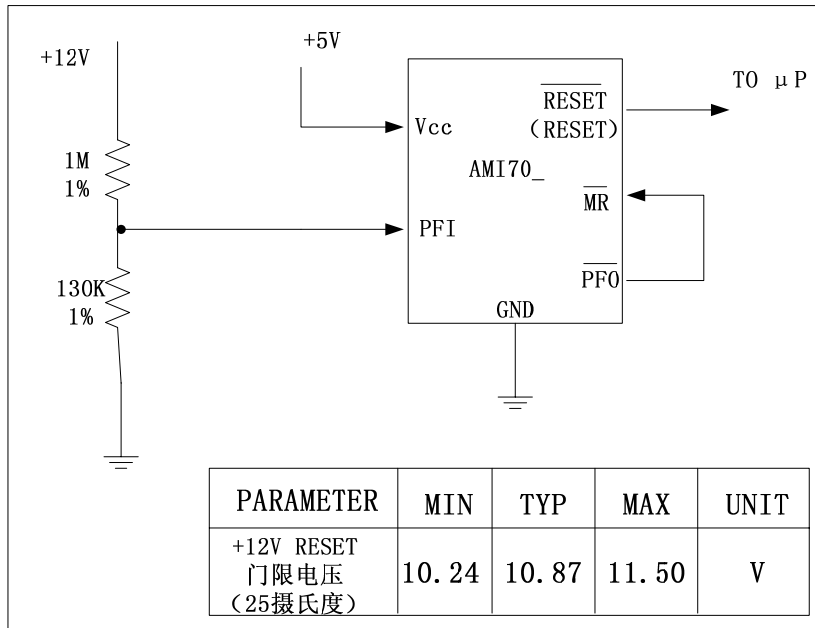 +12V
+5V
1M
1%
130K
1%
Vcc
PFI
RESET
(RESET)
AMI70_
MR
PFO
GND
TO μP
PARAMETER MIN TYP MAX UNIT
+12V RESET
门限电压
(25摄氏度)
10.24 10.87 11.50 V